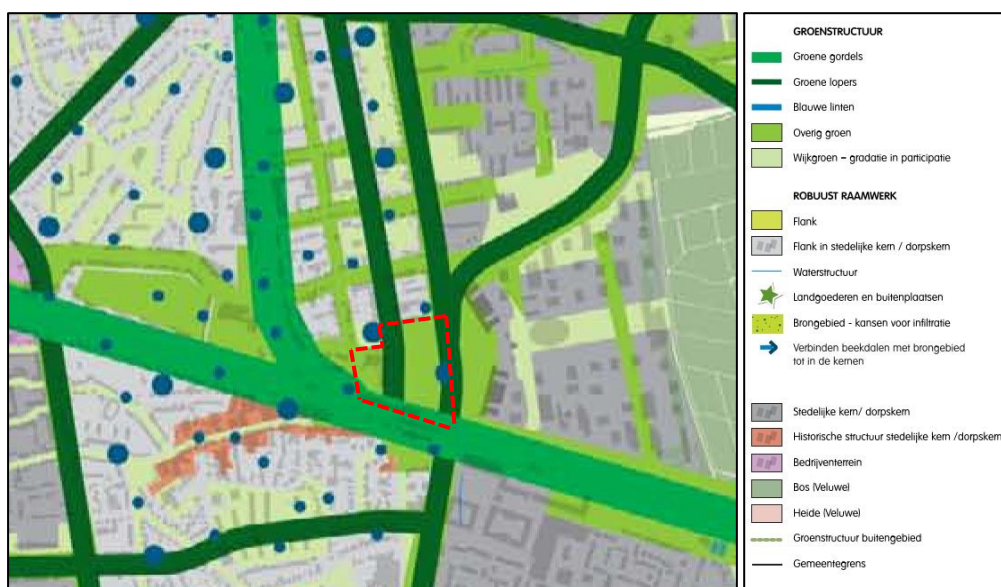 GROENSTRUCTUUR
Groene gordels
Groene lopers
Blauwe linten
Overig groen
Wijkgroen – gradatie in participatie
ROBUUST RAAMWERK
Flank
Flank in stedelijke kern / dorpskern
Waterstructuur
Landgoederen en buitenplaatsen
Brongebied - kansen voor infiltratie
Verbinden beekdalen met brongebied
tot in de kernen
Stedelijke kern/ dorpskern
Historische structuur stedelijke kern /dorpskern
Bedrijventerrein
Bos (Veluwe)
Heide (Veluwe)
Groenstructuur buitengebied
Gemeentegrens